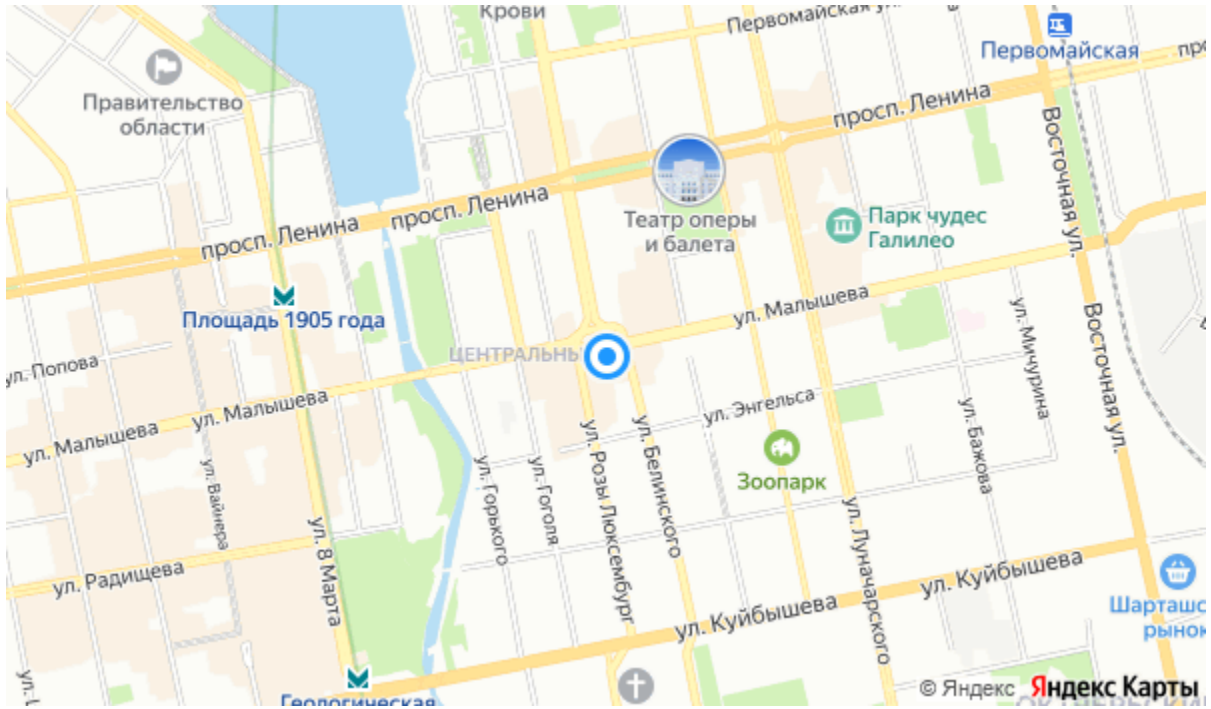 Крови
Первомайская ул.
Первомайская
Правительство
области
просп. Ленина
Восточная ул.
просп. Ленина
просп. Ленина
Театр оперы
и балета
Парк чудес
Галилео
Площадь 1905 года
ул. Малышева
ул. Мичурина
Восточная ул.
ЦЕНТРАЛЬНЫ
ул. Попова
ул. Малышева
ул. Малышева
ул. Энгельса
ул. Бажова
Зоопарк
ул. Вайнера
ул. Горького
ул. Гоголя
ул. Розы Люксембург
ул. Белинского
ул. Луначарского
ул. 8 Марта
ул. Радищева
ул. Куйбышева
ул. Куйбышева
Шарташс
рынок
Геологическая
© Яндекс Яндекс Карты